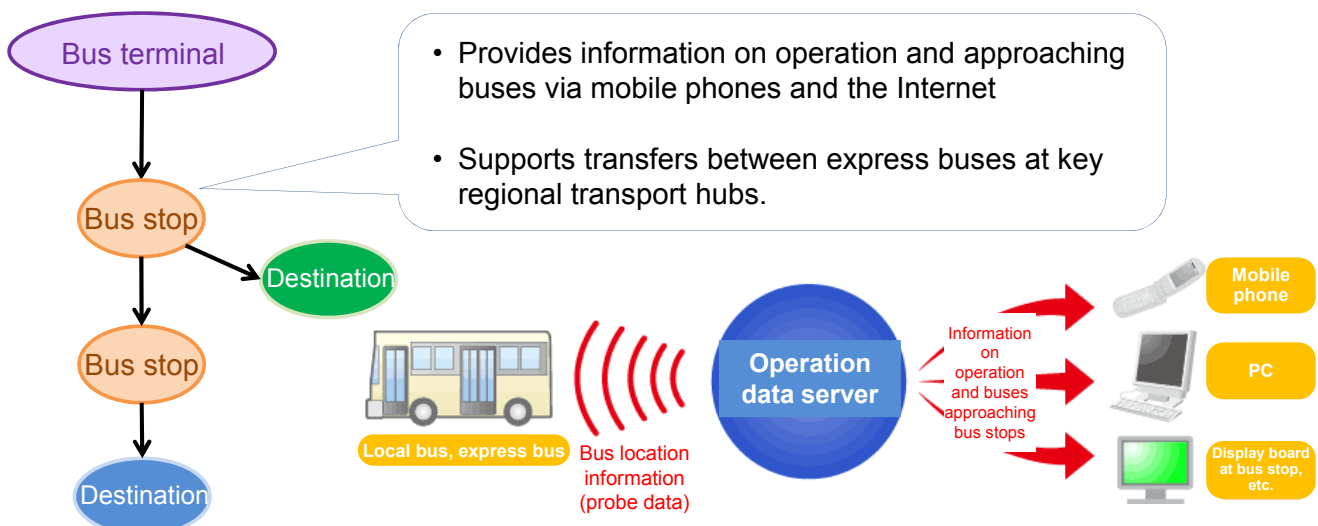 Bus terminal
• Provides information on operation and approaching
buses via mobile phones and the Internet
• Supports transfers between express buses at key
regional transport hubs.
Bus stop
Destination
Bus stop
Destination
Local bus, express bus
Bus location
information
(probe data)
Operation
data server
Information
on
operation
and buses
approaching
bus stops
Mobile
phone
PC
Display board
at bus stop,
etc.